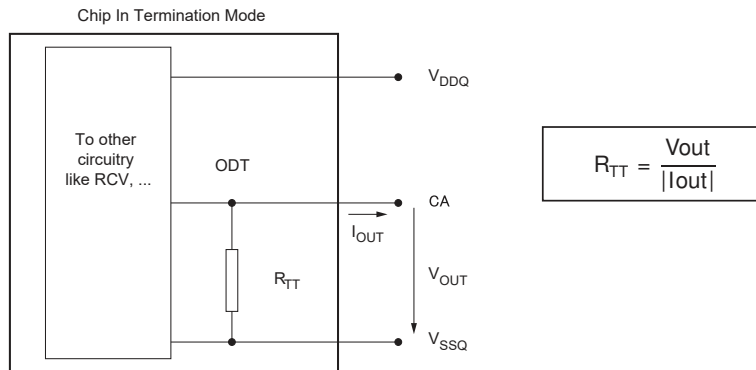 Chip In Termination Mode
To other
circuitry
like RCV, ...
ODT
R_TT
I_OUT
V_DDQ
CA
V_OUT
V_SSQ
R_TT = Vout / |Iout|